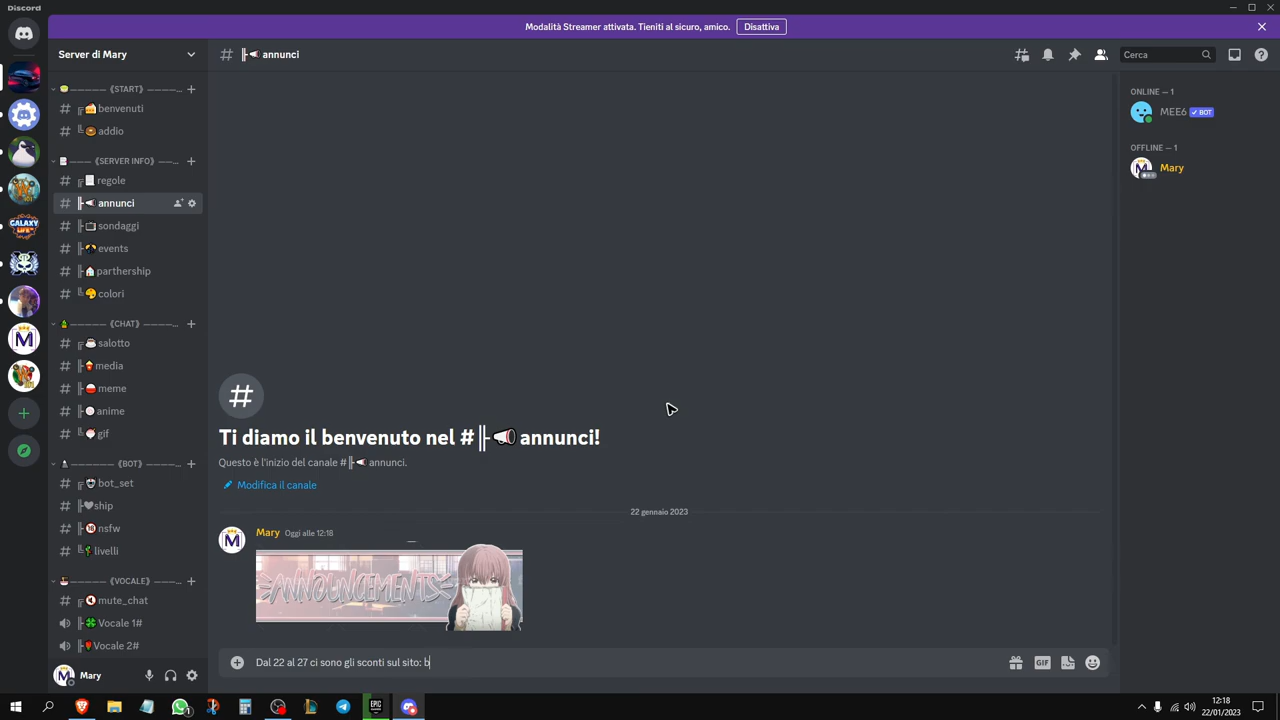 Discord
Modalità Streamer attivata. Tieniti al sicuro, amico. Disattiva
Server di Mary
annunci
Cerca
《START》
benvenuti
addio
《SERVER INFO》
regole
annunci
sondaggi
events
parthership
colori
《CHAT》
salotto
media
meme
anime
gif
《BOT》
bot_set
ship
nsfw
livelli
《VOCALE》
mute_chat
Vocale 1#
Vocale 2#
Mary
Ti diamo il benvenuto nel # annunci!
Questo è l'inizio del canale # annunci.
Modifica il canale
22 gennaio 2023
Mary Oggi alle 12:18
ANNOUNCEMENTS
Dal 22 al 27 ci sono gli sconti sul sito: b
GIF
ONLINE — 1
MEE6 ✓ BOT
OFFLINE — 1
Mary
GALAXY LIFE
EPIC
12:18
22/01/2023